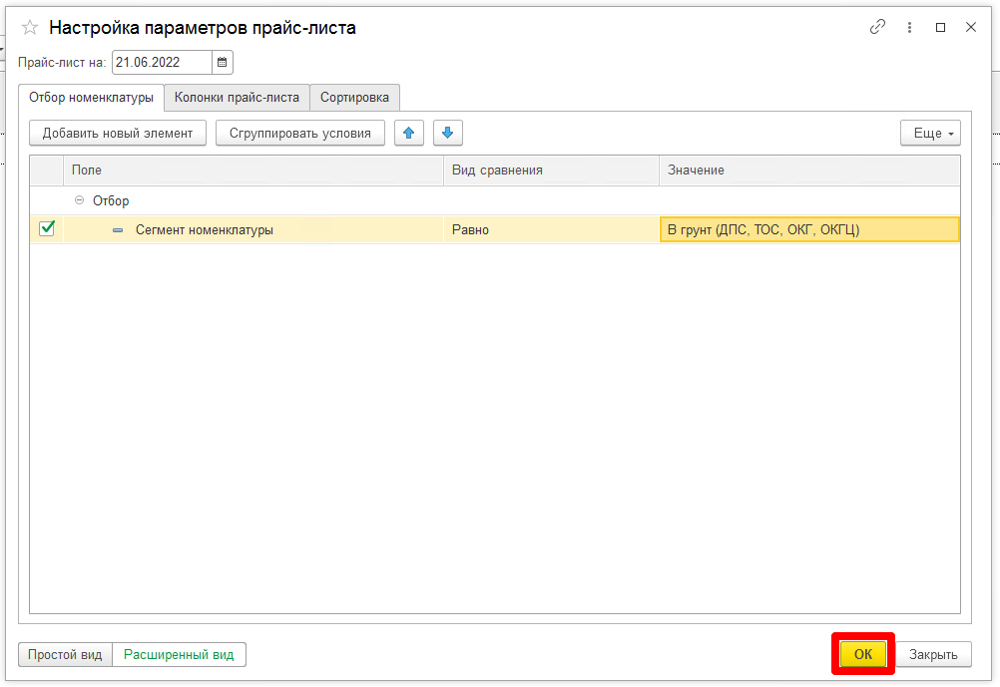 Настройка параметров прайс-листа
Прайс-лист на: 21.06.2022
Отбор номенклатуры Колонки прайс-листа Сортировка
Добавить новый элемент Сгруппировать условия Еще
Поле Вид сравнения Значение
Отбор
Сегмент номенклатуры Равно В грунт (ДПС, ТОС, ОКГ, ОКГЦ)
Простой вид Расширенный вид ОК Закрыть